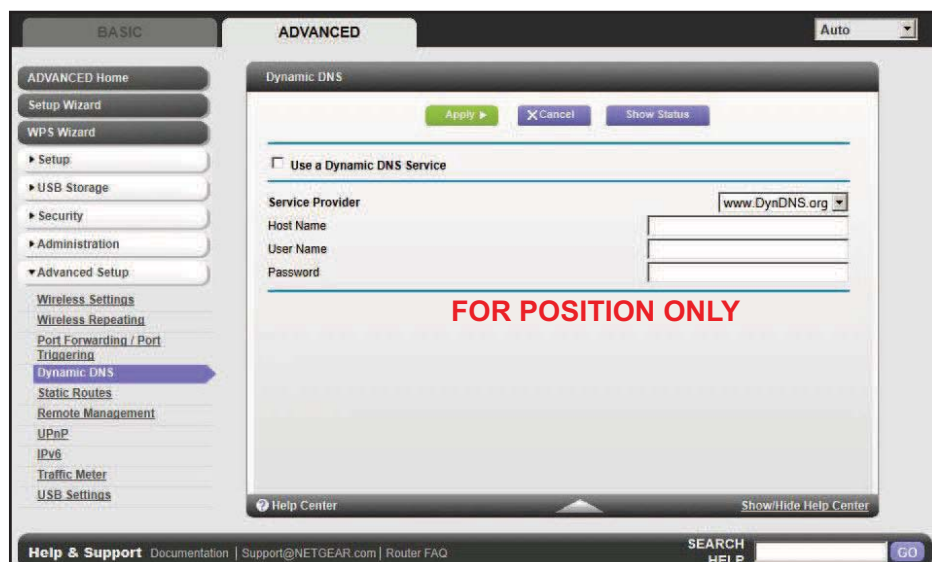 BASIC
ADVANCED
Auto
ADVANCED Home
Setup Wizard
WPS Wizard
Setup
USB Storage
Security
Administration
Advanced Setup
Wireless Settings
Wireless Repeating
Port Forwarding / Port
Triggering
Dynamic DNS
Static Routes
Remote Management
UPnP
IPv6
Traffic Meter
USB Settings
Dynamic DNS
Apply
Cancel
Show Status
Use a Dynamic DNS Service
Service Provider
www.DynDNS.org
Host Name
User Name
Password
FOR POSITION ONLY
Help Center
Show/Hide Help Center
Help & Support Documentation | Support@NETGEAR.com | Router FAQ
SEARCH
HELP
GO